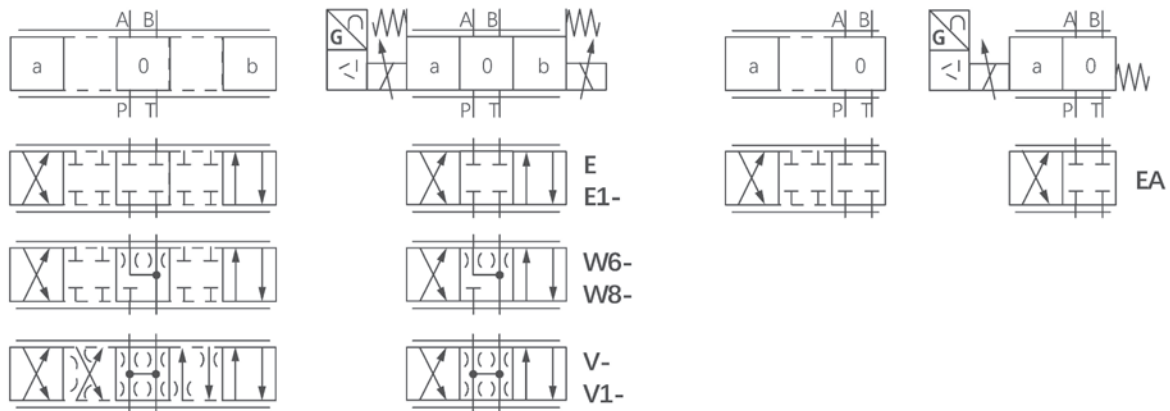 A B A B A B A B
G G
a 0 b a 0 b 0 a 0
P T P T P T P T
E
E1-
EA
W6-
W8-
V-
V1-